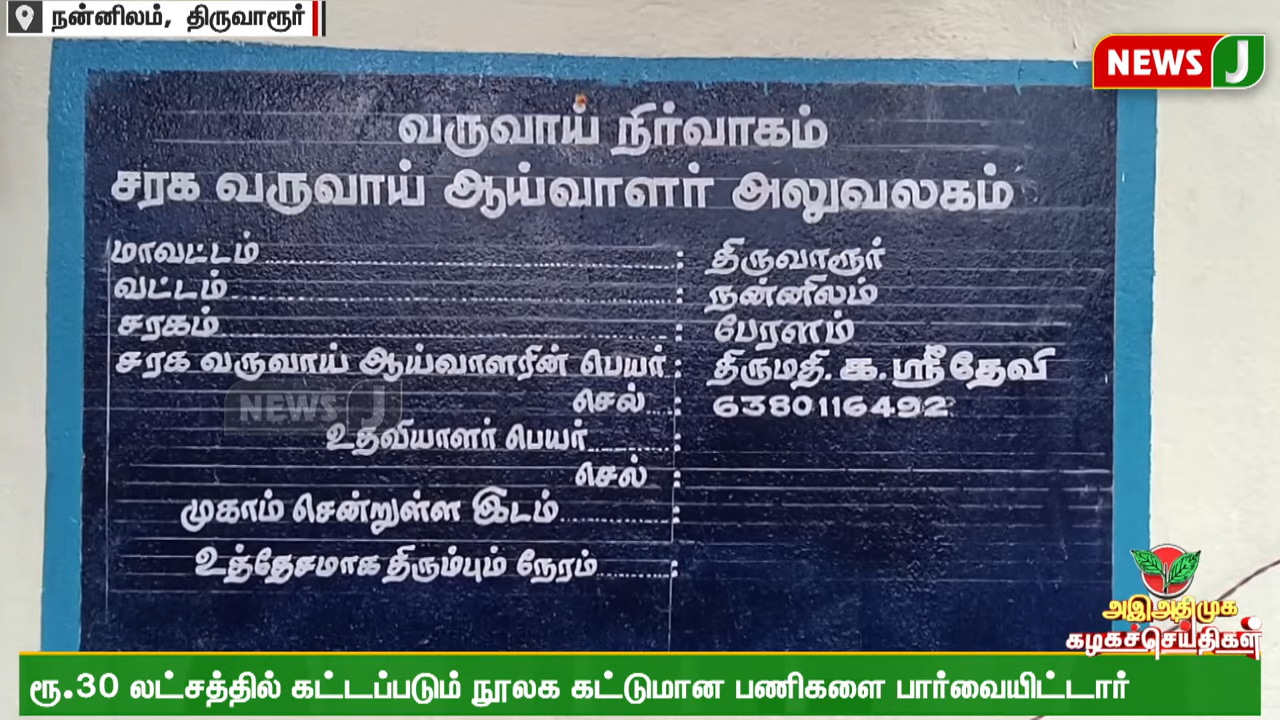 நன்னிலம், திருவாரூர்
NEWS J
வருவாய் நிர்வாகம்
சரக வருவாய் ஆய்வாளர் அலுவலகம்
மாவட்டம் : திருவாரூர்
வட்டம் : நன்னிலம்
சரகம் : பேரளம்
சரக வருவாய் ஆய்வாளரின் பெயர் : திருமதி. க. ஸ்ரீதேவி
செல் : 6380116492
NEWS J
உதவியாளர் பெயர் :
செல் :
முகாம் சென்றுள்ள இடம் :
உத்தேசமாக திரும்பும் நேரம் :
அஇஅதிமுக
கழகச்செய்திகள்
ரூ.30 லட்சத்தில் கட்டப்படும் நூலக கட்டுமான பணிகளை பார்வையிட்டார்